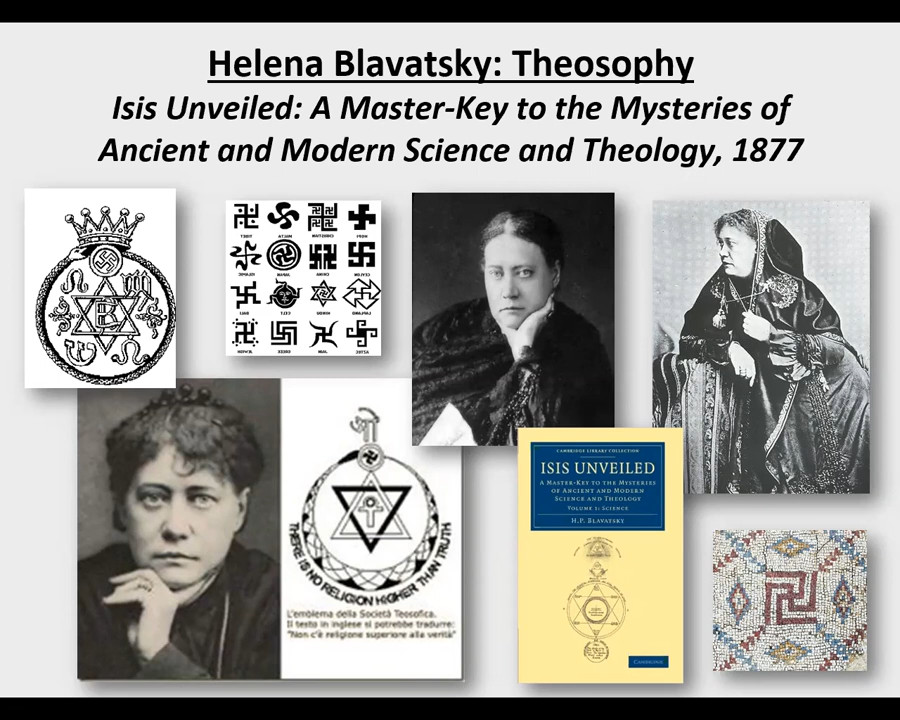 Helena Blavatsky: Theosophy
Isis Unveiled: A Master-Key to the Mysteries of
Ancient and Modern Science and Theology, 1877
CAMBRIDGE LIBRARY COLLECTION
ISIS UNVEILED
A MASTER-KEY TO THE MYSTERIES
OF ANCIENT AND MODERN
SCIENCE AND THEOLOGY
VOLUME 1: SCIENCE
H.P. BLAVATSKY
CAMBRIDGE
THERE IS NO RELIGION HIGHER THAN TRUTH
L'emblema della Società Teosofica.
Il testo in inglese si potrebbe tradurre:
"Non c'è religione superiore alla verità"